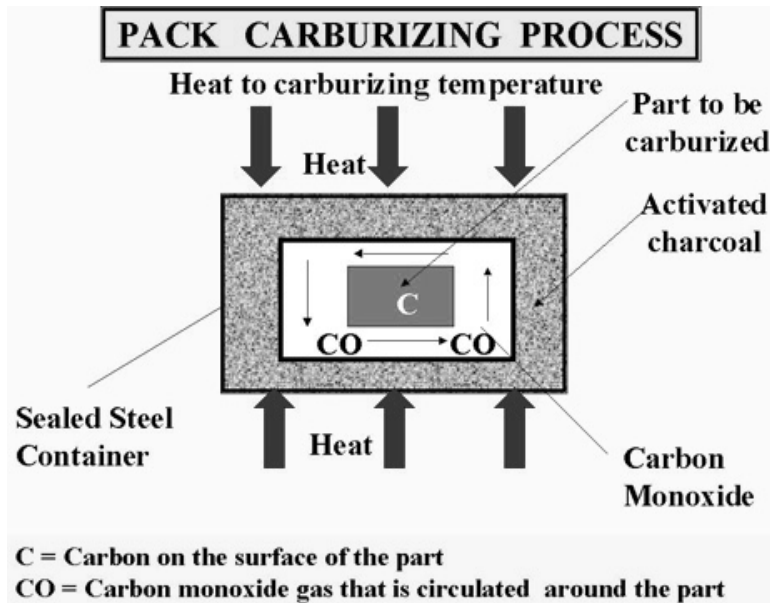 PACK CARBURIZING PROCESS
Heat to carburizing temperature
Part to be
carburized
Heat
Activated
charcoal
C
CO
CO
Sealed Steel
Container
Heat
Carbon
Monoxide
C = Carbon on the surface of the part
CO = Carbon monoxide gas that is circulated around the part